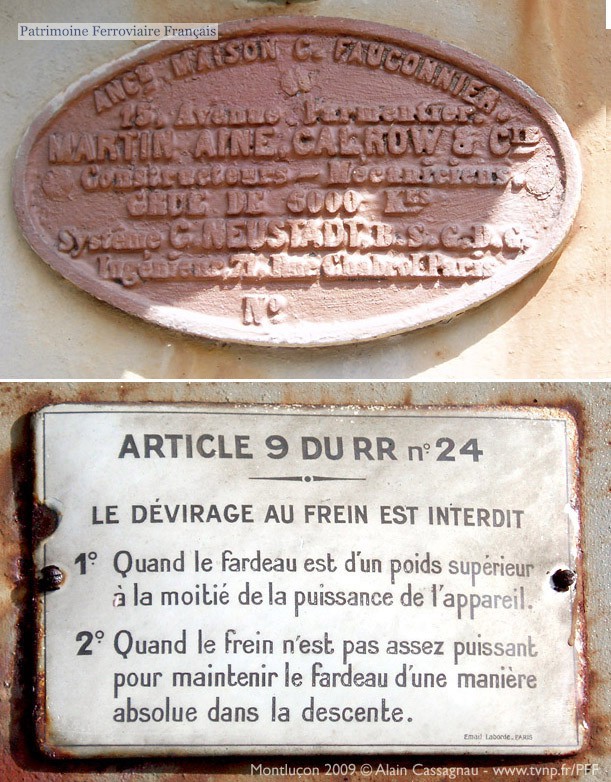 Patrimoine Ferroviaire Français
ANCne MAISON C. FAUCONNIER.
15. Avenue Parmentier.
MARTIN AINE, CALROW & CIE
Constructeurs - Mécaniciens.
GRUE DE 6000 KGS
Système C. NEUSTADT. B. S. G. D. G.
Ingénieur, 71, Rue Chabrol. Paris
No
ARTICLE 9 DU RR n° 24
LE DÉVIRAGE AU FREIN EST INTERDIT
1° Quand le fardeau est d'un poids supérieur
à la moitié de la puissance de l'appareil.
2° Quand le frein n'est pas assez puissant
pour maintenir le fardeau d'une manière
absolue dans la descente.
Email Laborde. PARIS
Montluçon 2009 © Alain Cassagnau - www.tvnp.fr/PFF